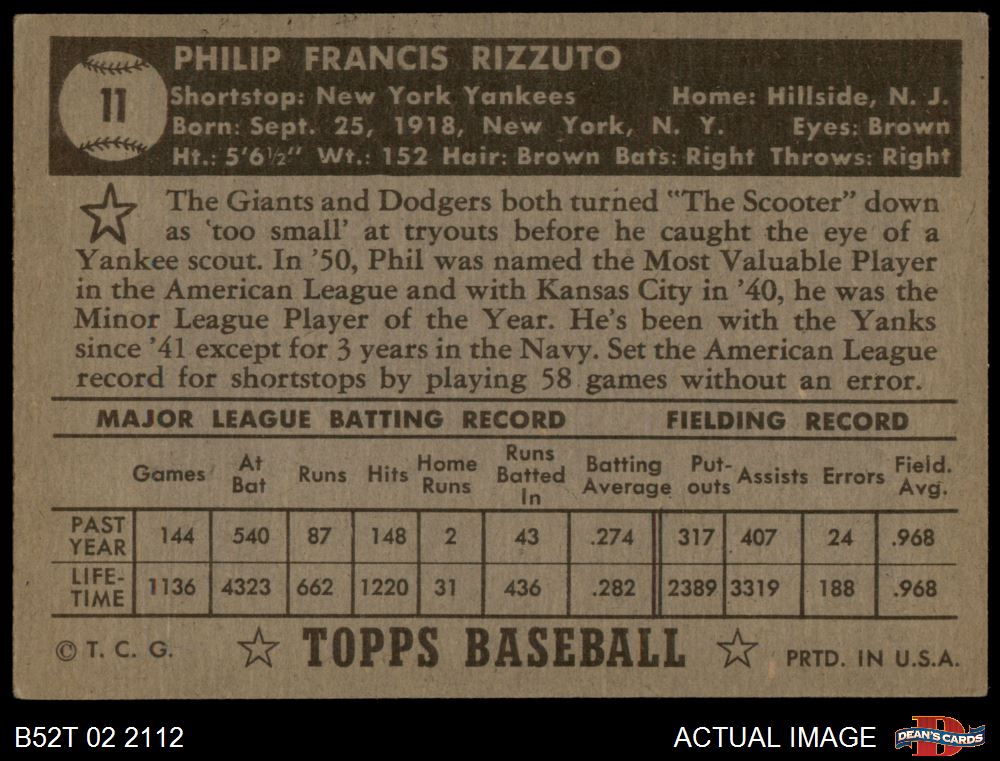 11
PHILIP FRANCIS RIZZUTO
Shortstop: New York Yankees Home: Hillside, N. J.
Born: Sept. 25, 1918, New York, N. Y. Eyes: Brown
Ht.: 5'6½" Wt.: 152 Hair: Brown Bats: Right Throws: Right
The Giants and Dodgers both turned "The Scooter" down
as 'too small' at tryouts before he caught the eye of a
Yankee scout. In '50, Phil was named the Most Valuable Player
in the American League and with Kansas City in '40, he was the
Minor League Player of the Year. He's been with the Yanks
since '41 except for 3 years in the Navy. Set the American League
record for shortstops by playing 58 games without an error.
MAJOR LEAGUE BATTING RECORD FIELDING RECORD
Games At Bat Runs Hits Home Runs Runs Batted In Batting Average Put-outs Assists Errors Field. Avg.
PAST YEAR 144 540 87 148 2 43 .274 317 407 24 .968
LIFE-TIME 1136 4323 662 1220 31 436 .282 2389 3319 188 .968
© T. C. G. TOPPS BASEBALL PRTD. IN U.S.A.
B52T 02 2112 ACTUAL IMAGE DEAN'S CARDS